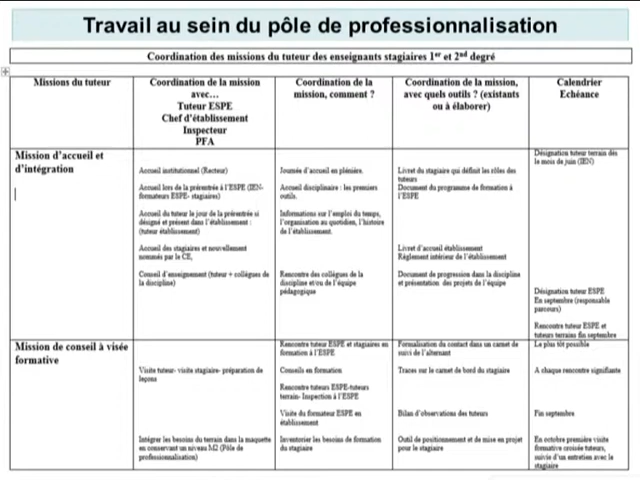 Travail au sein du pôle de professionnalisation
Coordination des missions du tuteur des enseignants stagiaires 1er et 2nd degré
Missions du tuteur
Coordination de la mission
avec…
Tuteur ESPE
Chef d'établissement
Inspecteur
PFA
Coordination de la
mission, comment ?
Coordination de la mission,
avec quels outils ? (existants
ou à élaborer)
Calendrier
Echéance
Mission d'accueil et
d'intégration
Accueil institutionnel (Recteur)
Accueil lors de la prérentrée à l'ESPE (IEN-
formateurs ESPE- stagiaires)
Accueil du tuteur le jour de la prérentrée si
désigné et présent dans l'établissement :
(tuteur établissement)
Accueil des stagiaires et nouvellement
nommés par le CE,
Conseil d'enseignement (tuteur + collègues de
la discipline)
Journée d'accueil en plénière.
Accueil disciplinaire : les premiers
outils.
Informations sur l'emploi du temps,
l'organisation au quotidien, l'histoire
de l'établissement.
Rencontre des collègues de la
discipline et/ou de l'équipe
pédagogique
Livret du stagiaire qui définit les rôles des
tuteurs
Document du programme de formation à
l'ESPE
Livret d'accueil établissement
Règlement intérieur de l'établissement
Document de progression dans la discipline
et présentation des projets de l'équipe
Désignation tuteur terrain dès
le mois de juin (IEN)
Désignation tuteur ESPE
En septembre (responsable
parcours)
Rencontre tuteur ESPE et
tuteurs terrains fin septembre
Mission de conseil à visée
formative
Visite tuteur- visite stagiaire- préparation de
leçons
Intégrer les besoins du terrain dans la maquette
en conservant un niveau M2 (Pôle de
professionnalisation)
Rencontre tuteur ESPE et stagiaires en
formation à l'ESPE
Conseils en formation
Rencontre tuteurs ESPE-tuteurs
terrain- Inspection à l'ESPE
Visite du formateur ESPE en
établissement
Inventorier les besoins de formation
du stagiaire
Formalisation du contact dans un carnet de
suivi de l'alternant
Traces sur le carnet de bord du stagiaire
Bilan d'observations des tuteurs
Outil de positionnement et de mise en projet
pour le stagiaire
Le plus tôt possible
A chaque rencontre signifiante
Fin septembre
En octobre première visite
formative croisée tuteurs,
suivie d'un entretien avec le
stagiaire